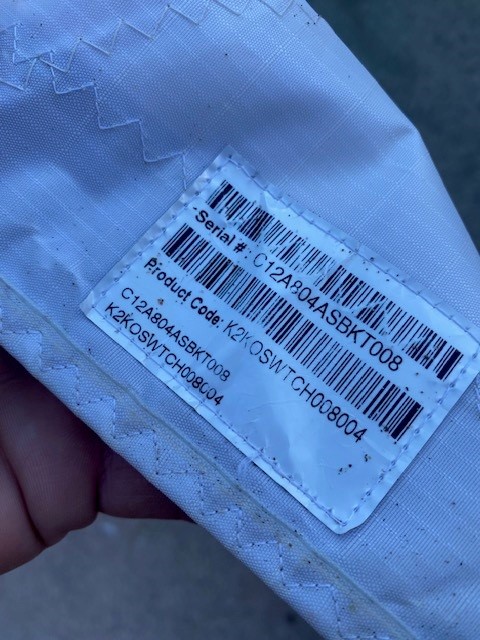 Serial #: C12A804ASBKT008
Product Code: K2KOSWTCH008004
C12A804ASBKT008
K2KOSWTCH008004